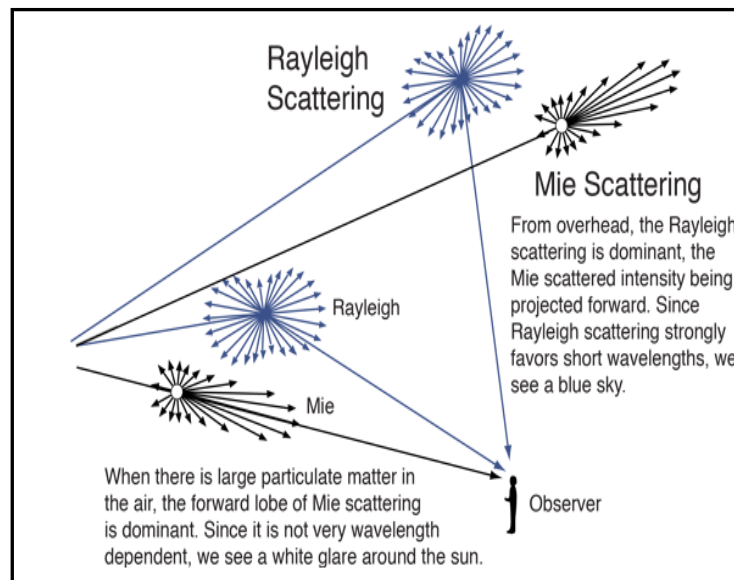 Rayleigh
Scattering
Mie Scattering
From overhead, the Rayleigh
scattering is dominant, the
Mie scattered intensity being
projected forward. Since
Rayleigh scattering strongly
favors short wavelengths, we
see a blue sky.
Rayleigh
Mie
When there is large particulate matter in
the air, the forward lobe of Mie scattering
is dominant. Since it is not very wavelength
dependent, we see a white glare around the sun.
Observer